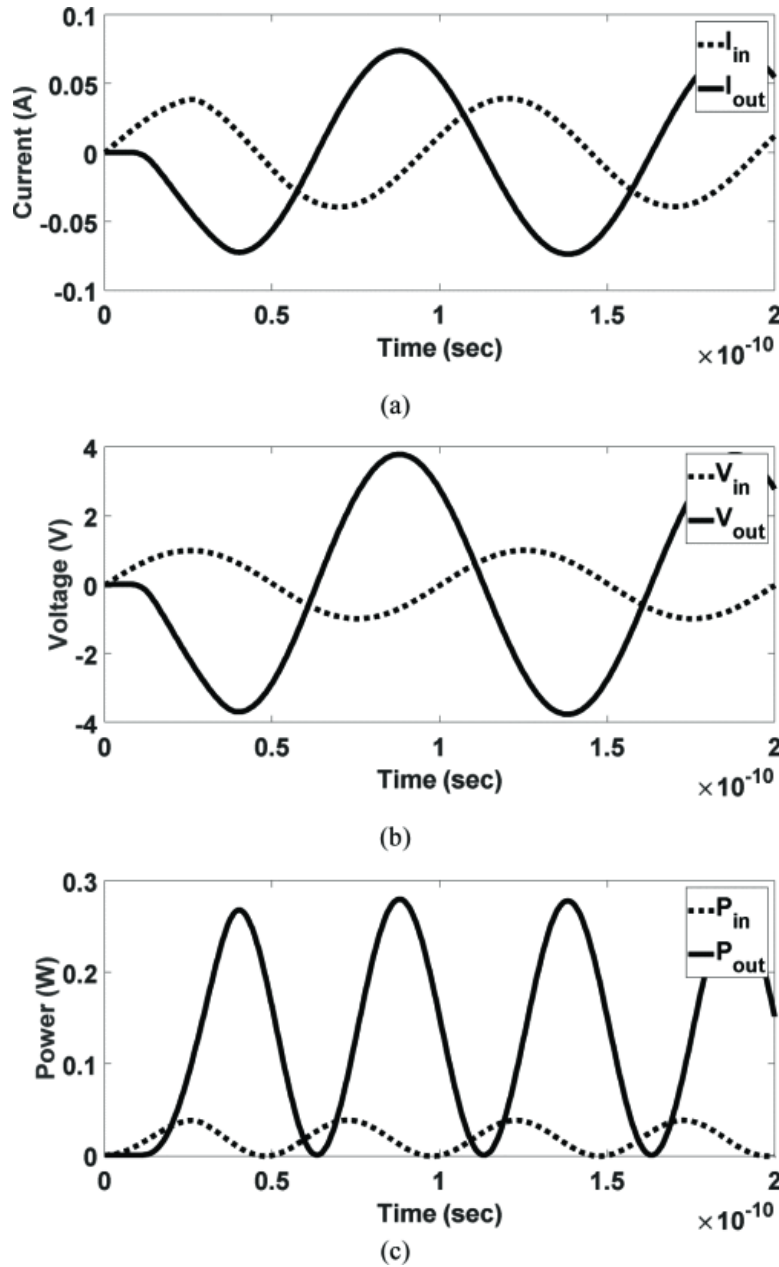 0.1
0.05
0
-0.05
-0.1
Current (A)
I_in
I_out
0 0.5 1 1.5 2
Time (sec)
×10^-10
(a)
4
2
0
-2
-4
Voltage (V)
V_in
V_out
0 0.5 1 1.5 2
Time (sec)
×10^-10
(b)
0.3
0.2
0.1
0
Power (W)
P_in
P_out
0 0.5 1 1.5 2
Time (sec)
×10^-10
(c)